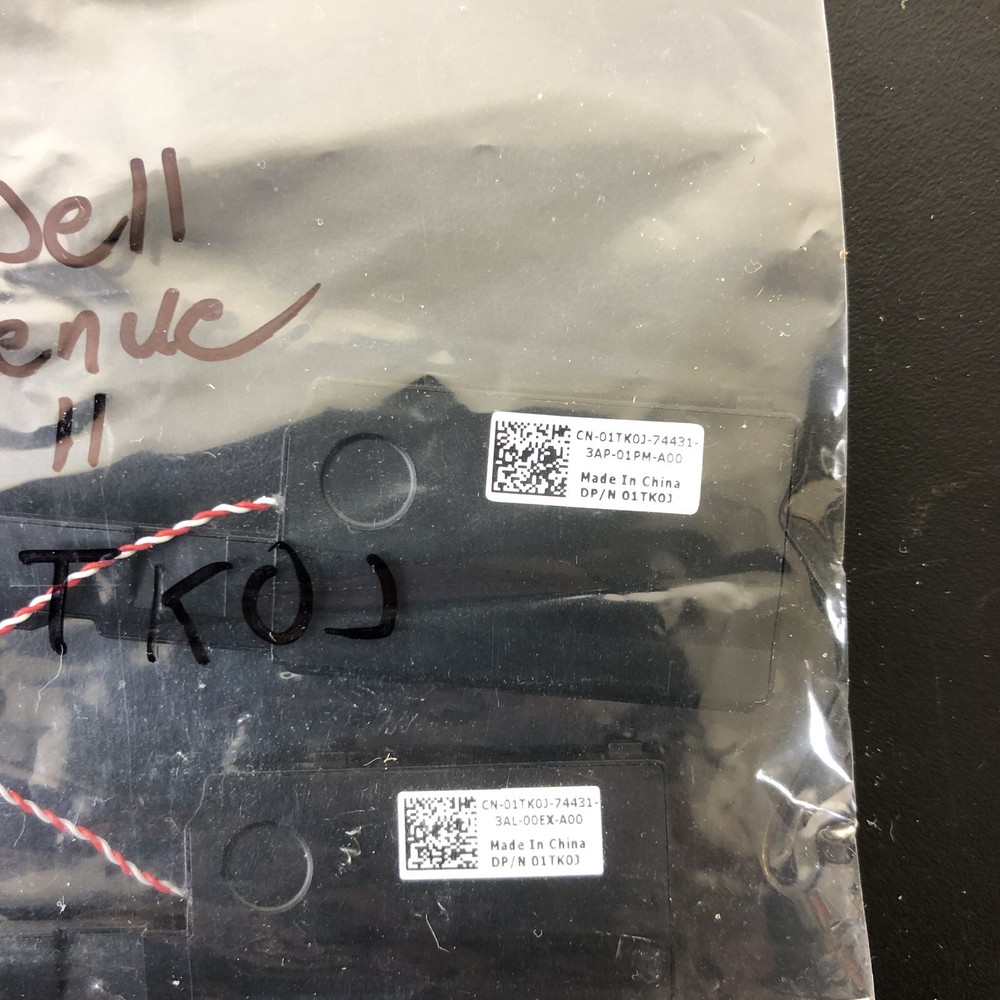 Dell
enue
11
TK0J
CN-01TK0J-74431-
3AP-01PM-A00
Made In China
DP/N 01TK0J
CN-01TK0J-74431-
3AL-00EX-A00
Made In China
DP/N 01TK0J